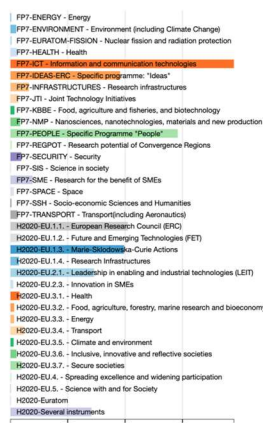 FP7-ENERGY - Energy
FP7-ENVIRONMENT - Environment (including Climate Change)
FP7-EURATOM-FISSION - Nuclear fission and radiation protection
FP7-HEALTH - Health
FP7-ICT - Information and communication technologies
FP7-IDEAS-ERC - Specific programme: "Ideas"
FP7-INFRASTRUCTURES - Research infrastructures
FP7-JTI - Joint Technology Initiatives
FP7-KBBE - Food, agriculture and fisheries, and biotechnology
FP7-NMP - Nanosciences, nanotechnologies, materials and new production
FP7-PEOPLE - Specific Programme "People"
FP7-REGPOT - Research potential of Convergence Regions
FP7-SECURITY - Security
FP7-SIS - Science in society
FP7-SME - Research for the benefit of SMEs
FP7-SPACE - Space
FP7-SSH - Socio-economic Sciences and Humanities
FP7-TRANSPORT - Transport(including Aeronautics)
H2020-EU.1.1. - European Research Council (ERC)
H2020-EU.1.2. - Future and Emerging Technologies (FET)
H2020-EU.1.3. - Marie-Sklodowska-Curie Actions
H2020-EU.1.4. - Research Infrastructures
H2020-EU.2.1. - Leadership in enabling and industrial technologies (LEIT)
H2020-EU.2.3. - Innovation in SMEs
H2020-EU.3.1. - Health
H2020-EU.3.2. - Food, agriculture, forestry, marine research and bioeconomy
H2020-EU.3.3. - Energy
H2020-EU.3.4. - Transport
H2020-EU.3.5. - Climate and environment
H2020-EU.3.6. - Inclusive, innovative and reflective societies
H2020-EU.3.7. - Secure societies
H2020-EU.4. - Spreading excellence and widening participation
H2020-EU.5. - Science with and for Society
H2020-Euratom
H2020-Several instruments